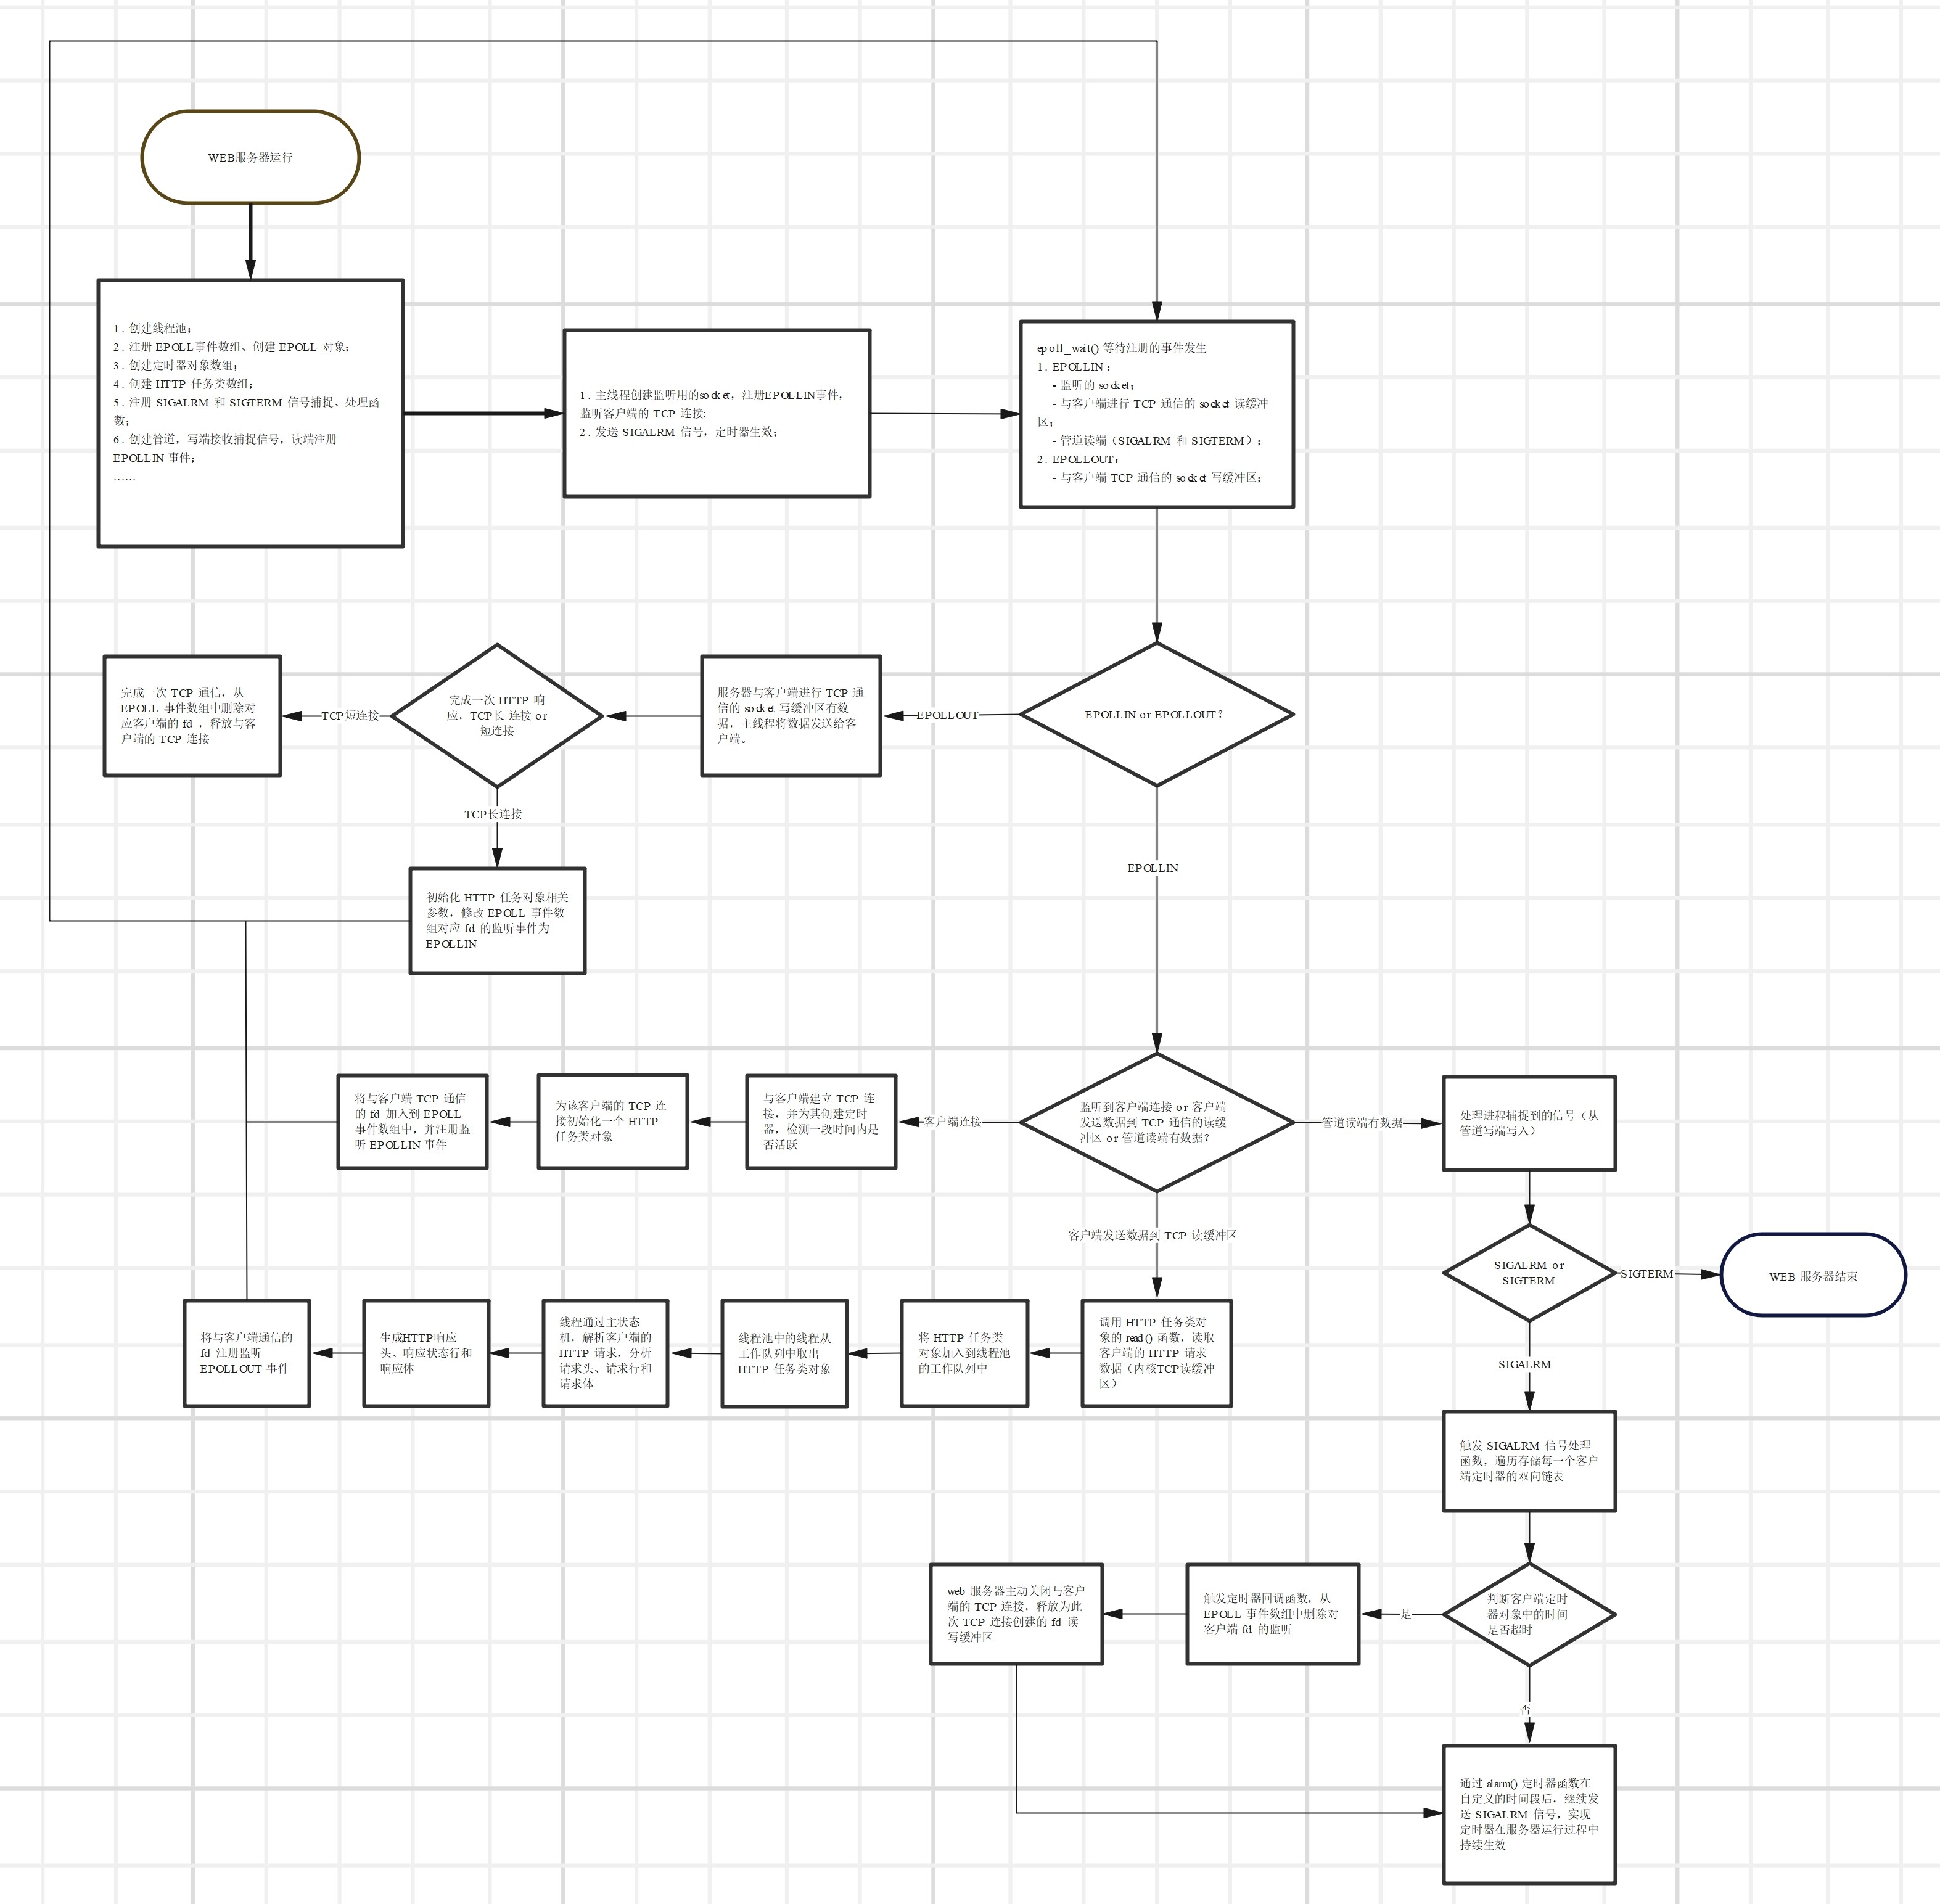 WEB服务器运行
1. 创建线程池；
2. 注册 EPOLL事件数组、创建 EPOLL 对象；
3. 创建定时器对象数组；
4. 创建 HTTP 任务类数组；
5. 注册 SIGALRM 和 SIGTERM 信号捕捉、处理函
数；
6. 创建管道，写端接收捕捉信号，读端注册
EPOLLIN 事件；
......
1. 主线程创建监听用的socket，注册EPOLLIN事件，
监听客户端的 TCP 连接;
2. 发送 SIGALRM 信号，定时器生效；
epoll_wait() 等待注册的事件发生
1. EPOLLIN：
- 监听的 socket；
- 与客户端进行 TCP 通信的 socket 读缓冲
区；
- 管道读端（SIGALRM 和 SIGTERM）；
2. EPOLLOUT：
- 与客户端 TCP 通信的 socket 写缓冲区；
完成一次 TCP 通信，从
EPOLL 事件数组中删除对
应客户端的 fd ，释放与客
户端的 TCP 连接
TCP短连接
完成一次 HTTP 响
应，TCP长 连接 or
短连接
服务器与客户端进行 TCP 通
信的 socket 写缓冲区有数
据，主线程将数据发送给客
户端。
EPOLLOUT
EPOLLIN or EPOLLOUT？
TCP长连接
EPOLLIN
初始化 HTTP 任务对象相关
参数，修改 EPOLL 事件数
组对应 fd 的监听事件为
EPOLLIN
将与客户端 TCP 通信
的 fd 加入到 EPOLL
事件数组中，并注册监
听 EPOLLIN 事件
为该客户端的 TCP 连
接初始化一个 HTTP
任务类对象
与客户端建立 TCP 连
接，并为其创建定时
器，检测一段时间内是
否活跃
客户端连接
监听到客户端连接 or 客户端
发送数据到 TCP 通信的读缓
冲区 or 管道读端有数据？
管道读端有数据
处理进程捕捉到的信号（从
管道写端写入）
客户端发送数据到 TCP 读缓冲区
SIGALRM or
SIGTERM
SIGTERM
WEB 服务器结束
将与客户端通信的
fd 注册监听
EPOLLOUT 事件
生成HTTP响应
头、响应状态行和
响应体
线程通过主状态
机，解析客户端的
HTTP 请求，分析
请求头、请求行和
请求体
线程池中的线程从
工作队列中取出
HTTP 任务类对象
将 HTTP 任务类
对象加入到线程池
的工作队列中
调用 HTTP 任务类对
象的 read() 函数，读取
客户端的 HTTP 请求
数据（内核TCP读缓冲
区）
SIGALRM
触发 SIGALRM 信号处理
函数，遍历存储每一个客户
端定时器的双向链表
web 服务器主动关闭与客户
端的 TCP 连接，释放为此
次 TCP 连接创建的 fd 读
写缓冲区
触发定时器回调函数，从
EPOLL 事件数组中删除对
客户端 fd 的监听
是
判断客户端定时
器对象中的时间
是否超时
否
通过 alarm() 定时器函数在
自定义的时间段后，继续发
送 SIGALRM 信号，实现
定时器在服务器运行过程中
持续生效